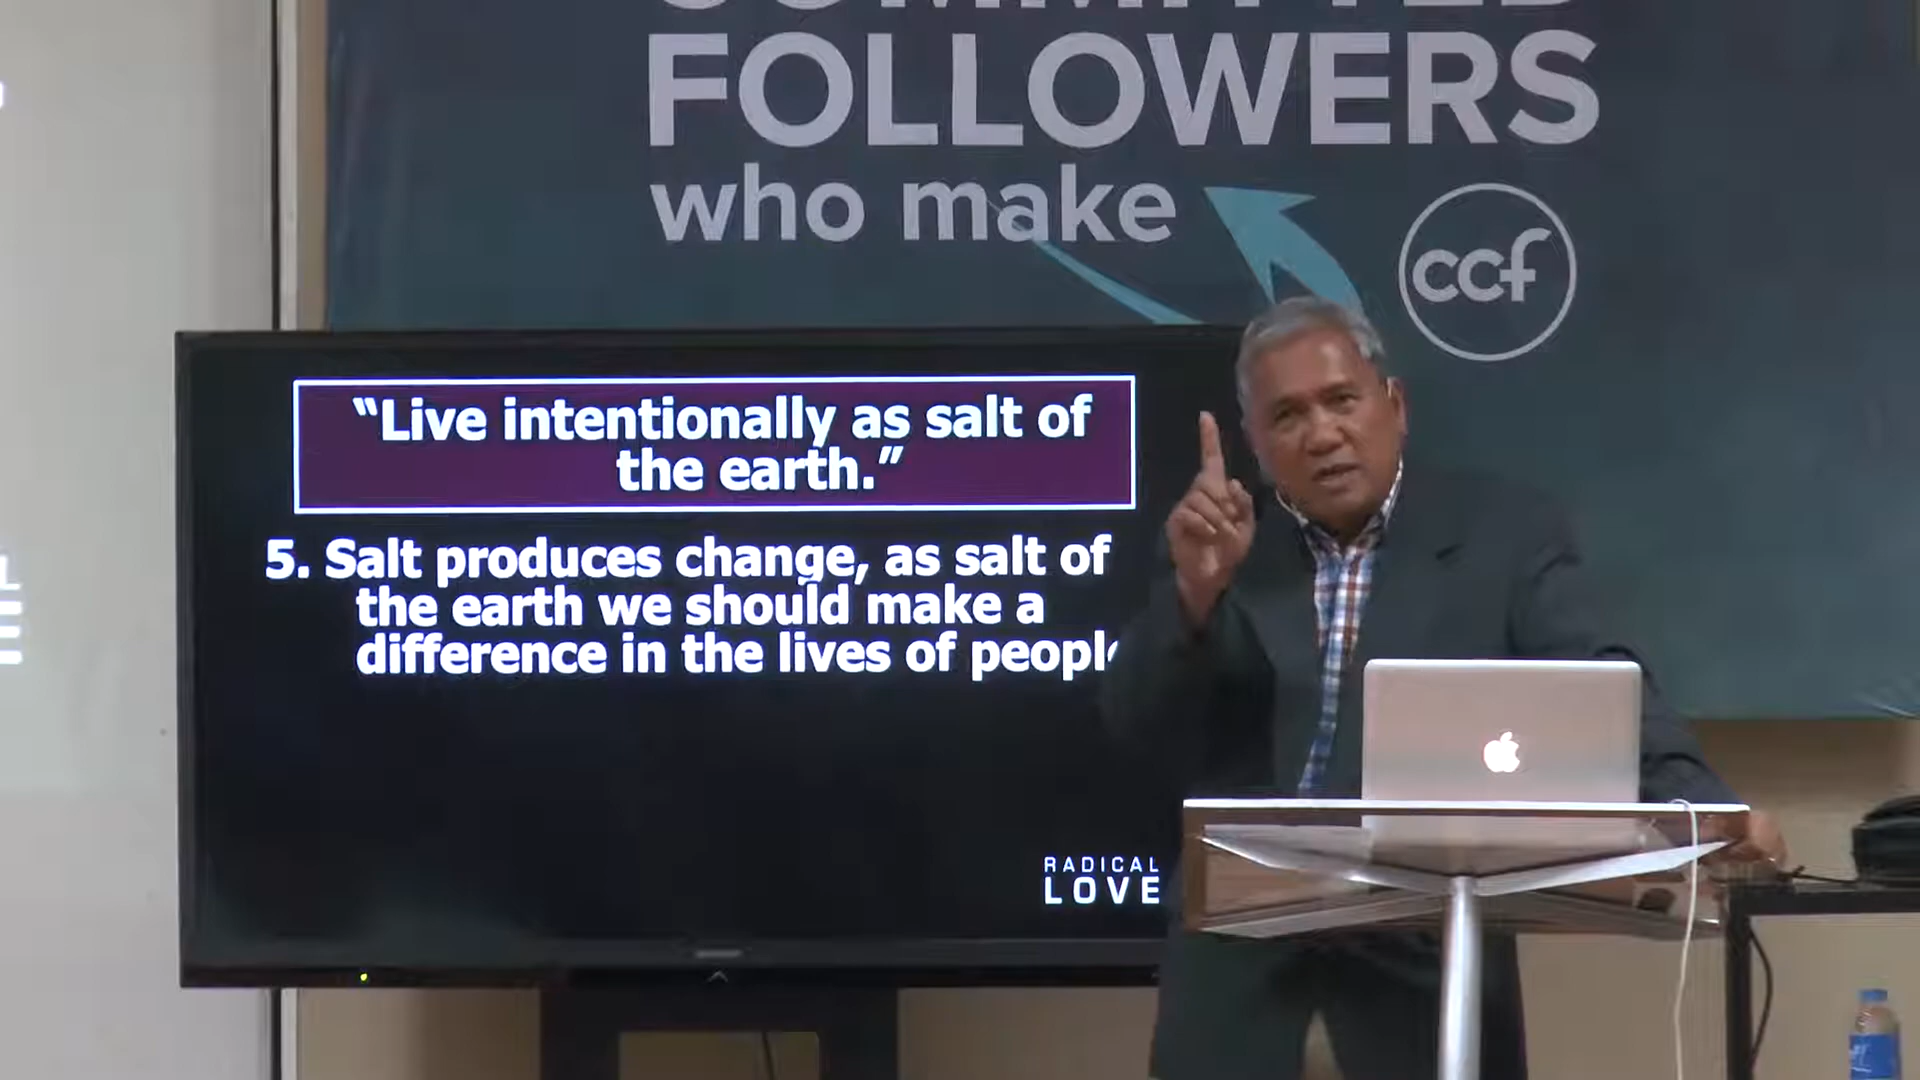 FOLLOWERS
who make
ccf
“Live intentionally as salt of
the earth.”
5. Salt produces change, as salt of
the earth we should make a
difference in the lives of
RADICAL
LOVE